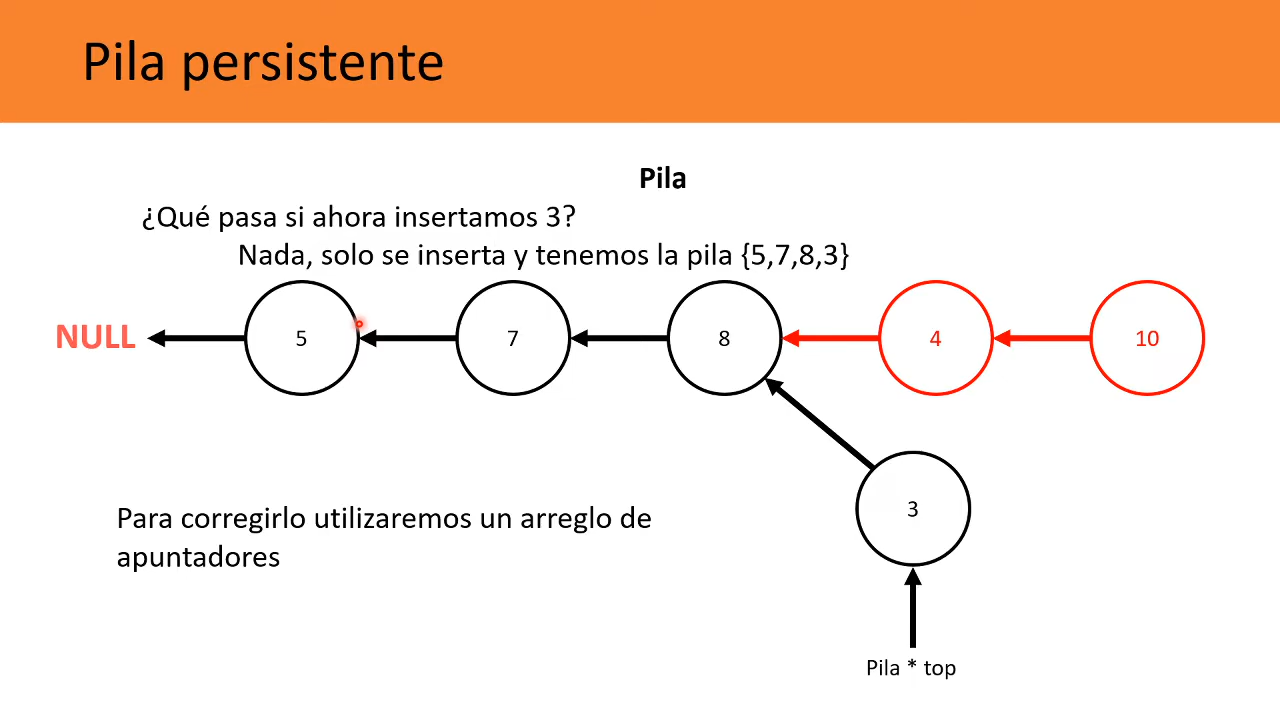 Pila persistente
Pila
¿Qué pasa si ahora insertamos 3?
Nada, solo se inserta y tenemos la pila {5,7,8,3}
NULL
5
7
8
4
10
3
Para corregirlo utilizaremos un arreglo de
apuntadores
Pila * top